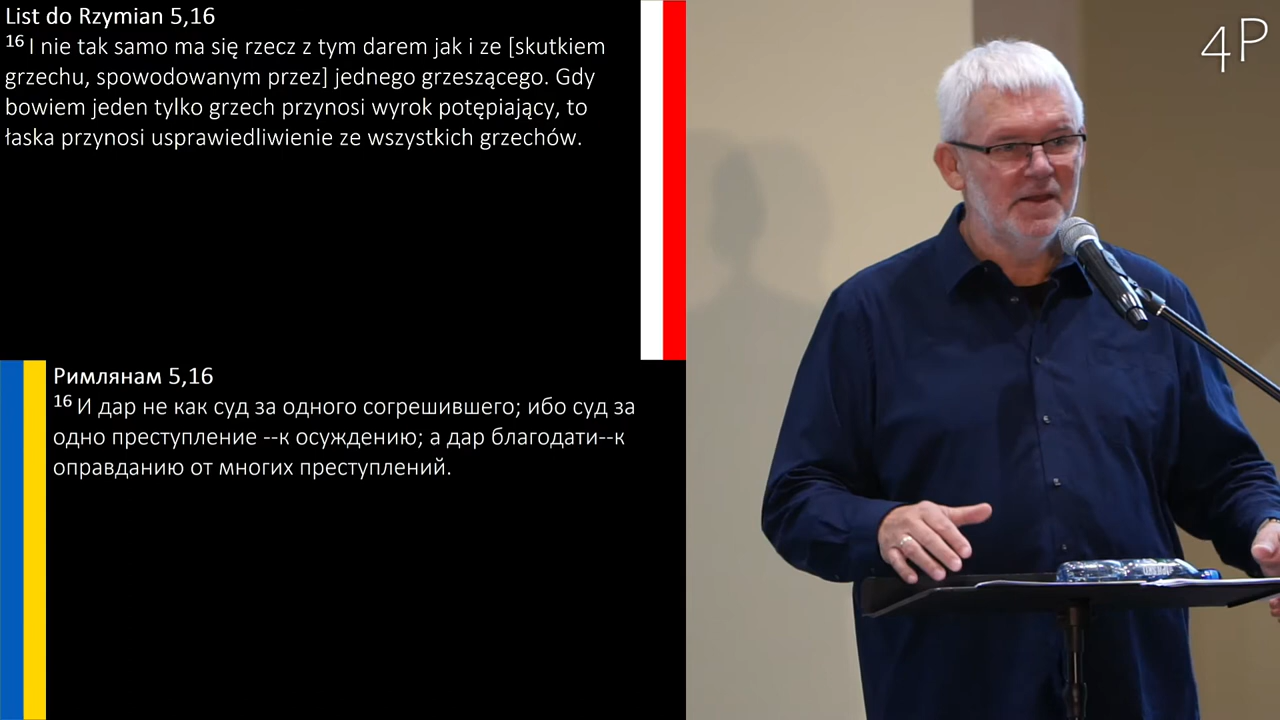 List do Rzymian 5,16
16 I nie tak samo ma się rzecz z tym darem jak i ze [skutkiem
grzechu, spowodowanym przez] jednego grzeszącego. Gdy
bowiem jeden tylko grzech przynosi wyrok potępiający, to
łaska przynosi usprawiedliwienie ze wszystkich grzechów.
4P
Римлянам 5,16
16 И дар не как суд за одного согрешившего; ибо суд за
одно преступление --к осуждению; а дар благодати--к
оправданию от многих преступлений.